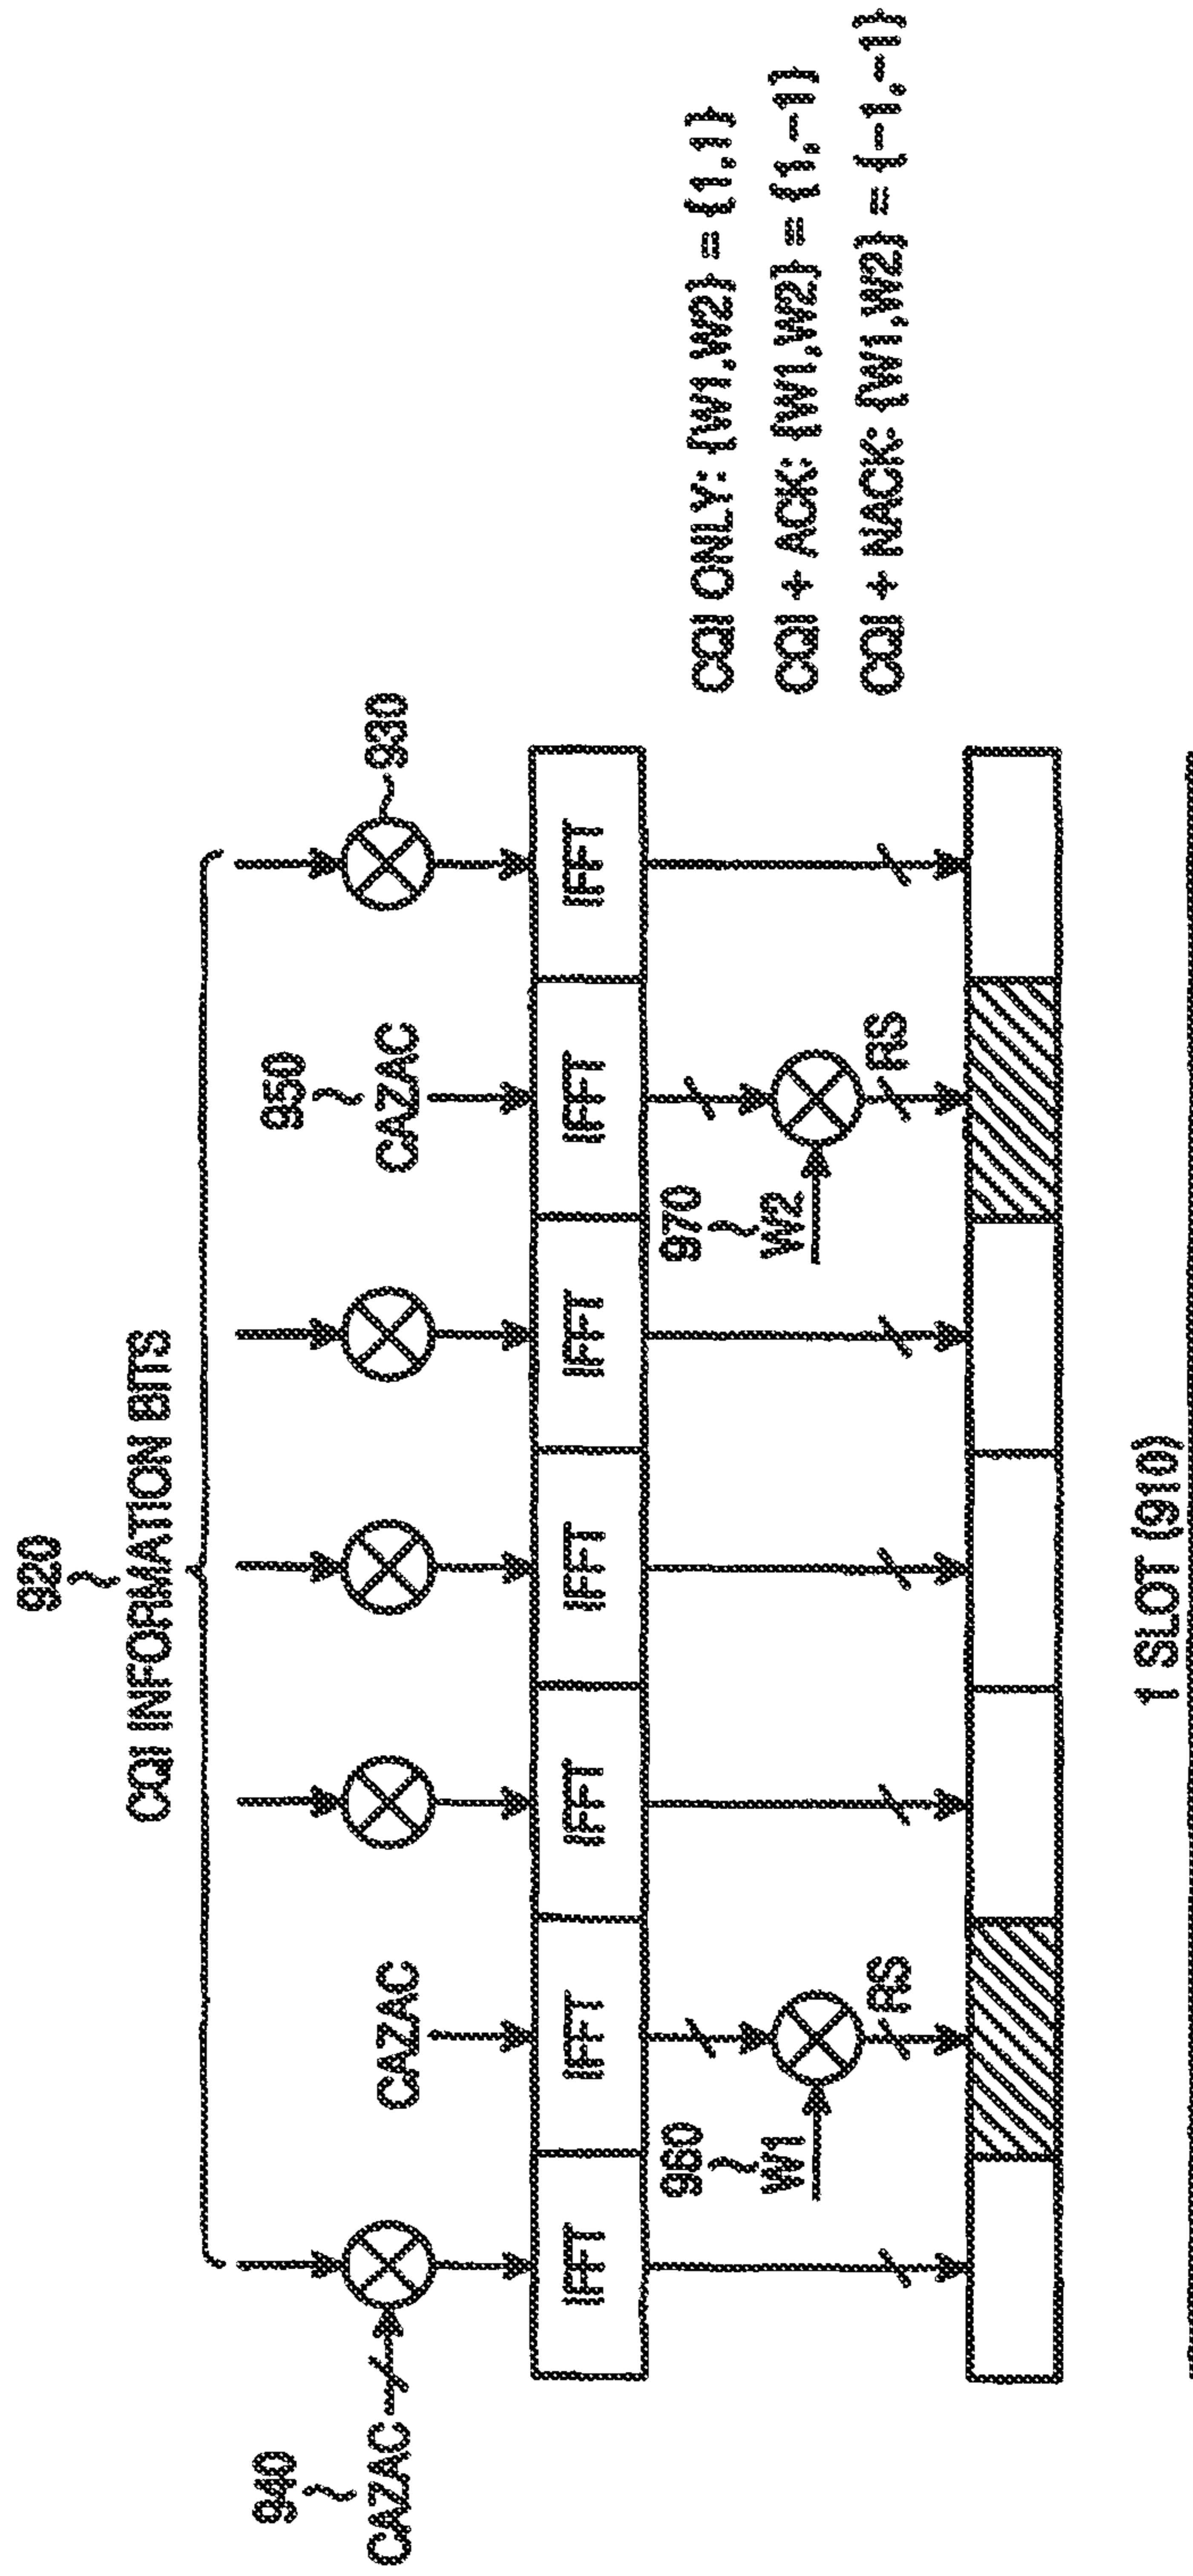 920
CQI INFORMATION BITS
940
CAZAC
CAZAC
950
CAZAC
930
IFFT
IFFT
IFFT
IFFT
IFFT
IFFT
IFFT
960
W1
RS
970
W2
RS
CQI ONLY: {W1,W2} = {1,1}
CQI + ACK: {W1,W2} = {1,-1}
CQI + NACK: {W1,W2} = {-1,-1}
1 SLOT (910)